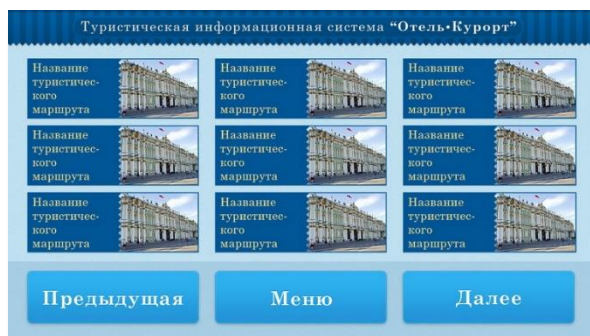 Туристическая информационная система “Отель•Курорт”
Название
туристичес-
кого
маршрута
Название
туристичес-
кого
маршрута
Название
туристичес-
кого
маршрута
Название
туристичес-
кого
маршрута
Название
туристичес-
кого
маршрута
Название
туристичес-
кого
маршрута
Название
туристичес-
кого
маршрута
Название
туристичес-
кого
маршрута
Название
туристичес-
кого
маршрута
Предыдущая
Меню
Далее